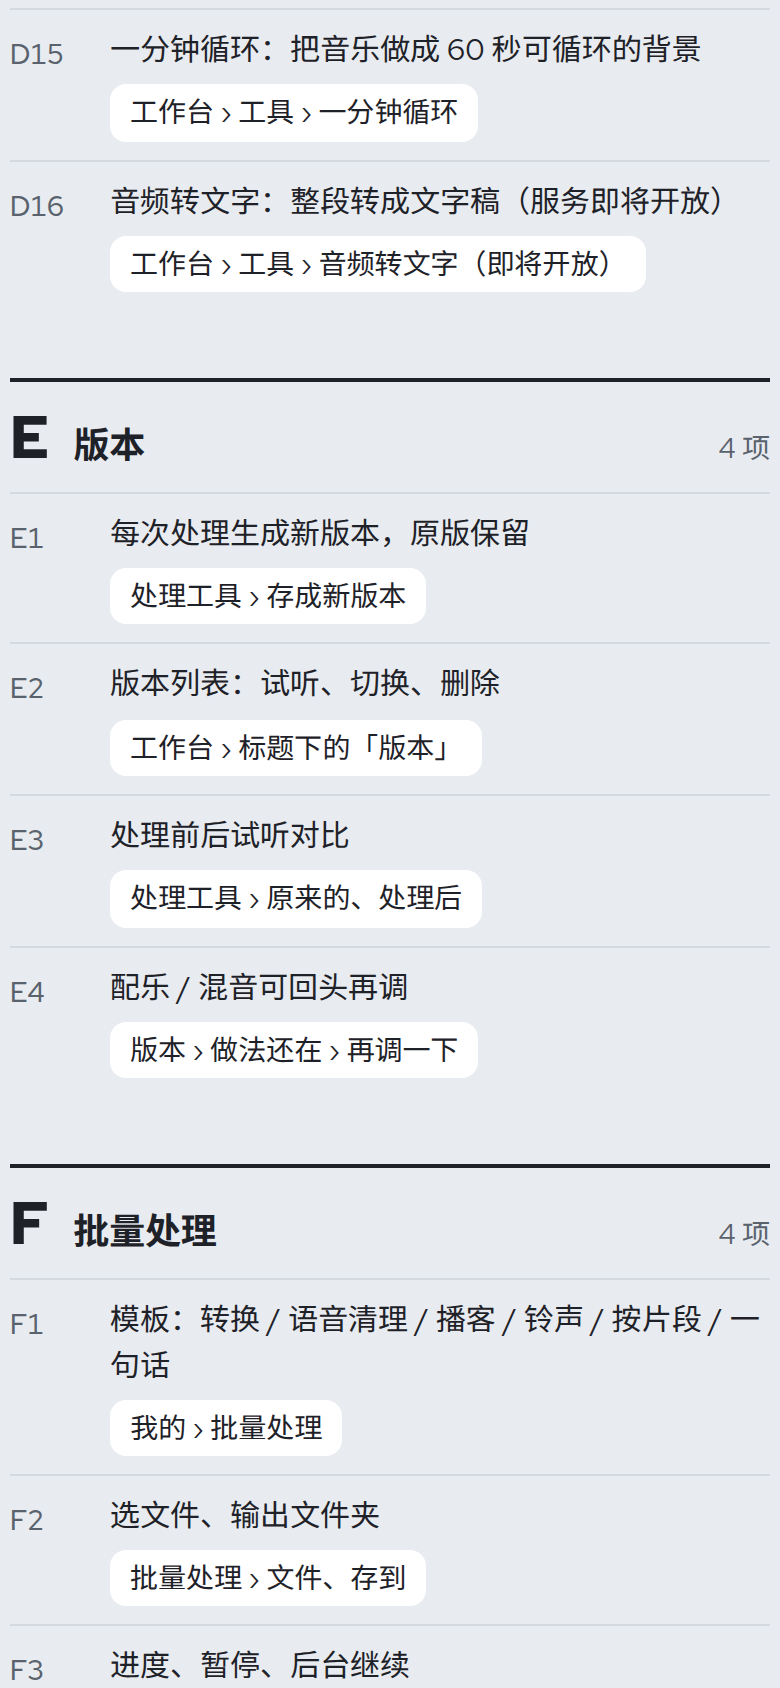 D15 一分钟循环：把音乐做成 60 秒可循环的背景
工作台 › 工具 › 一分钟循环
D16 音频转文字：整段转成文字稿（服务即将开放）
工作台 › 工具 › 音频转文字（即将开放）
E 版本 4 项
E1 每次处理生成新版本，原版保留
处理工具 › 存成新版本
E2 版本列表：试听、切换、删除
工作台 › 标题下的「版本」
E3 处理前后试听对比
处理工具 › 原来的、处理后
E4 配乐 / 混音可回头再调
版本 › 做法还在 › 再调一下
F 批量处理 4 项
F1 模板：转换 / 语音清理 / 播客 / 铃声 / 按片段 / 一
句话
我的 › 批量处理
F2 选文件、输出文件夹
批量处理 › 文件、存到
F3 进度、暂停、后台继续